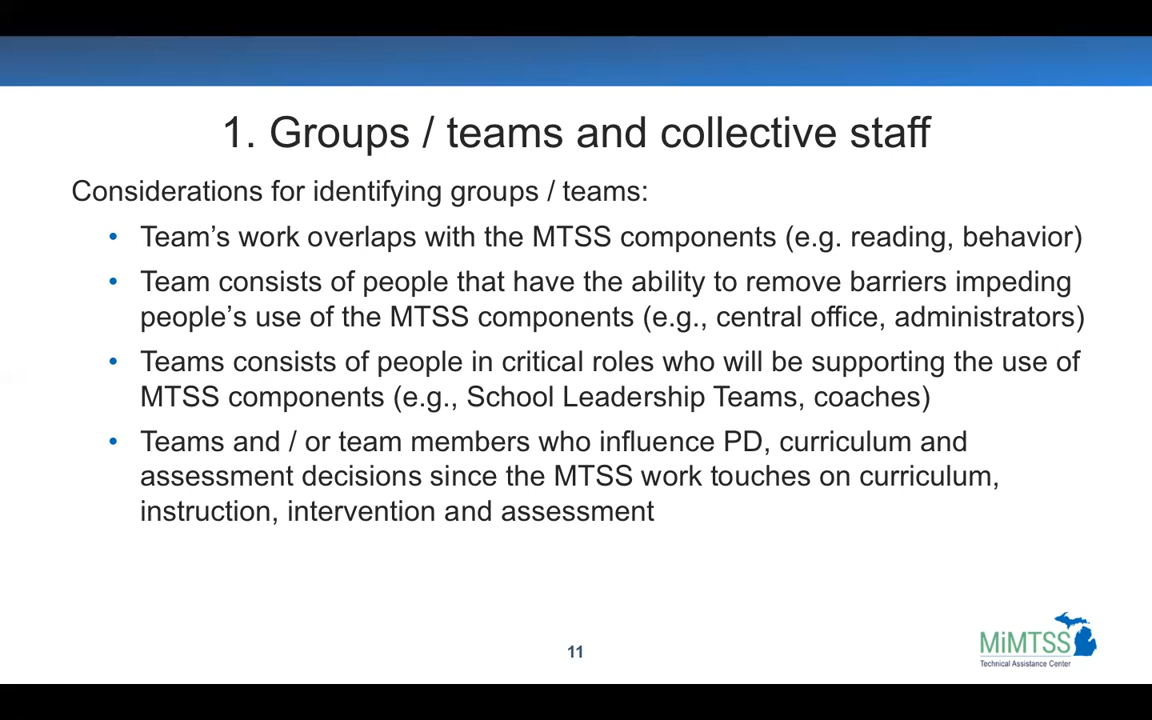 1. Groups / teams and collective staff
Considerations for identifying groups / teams:
• Team’s work overlaps with the MTSS components (e.g. reading, behavior)
• Team consists of people that have the ability to remove barriers impeding
people’s use of the MTSS components (e.g., central office, administrators)
• Teams consists of people in critical roles who will be supporting the use of
MTSS components (e.g., School Leadership Teams, coaches)
• Teams and / or team members who influence PD, curriculum and
assessment decisions since the MTSS work touches on curriculum,
instruction, intervention and assessment
11
MiMTSS
Technical Assistance Center